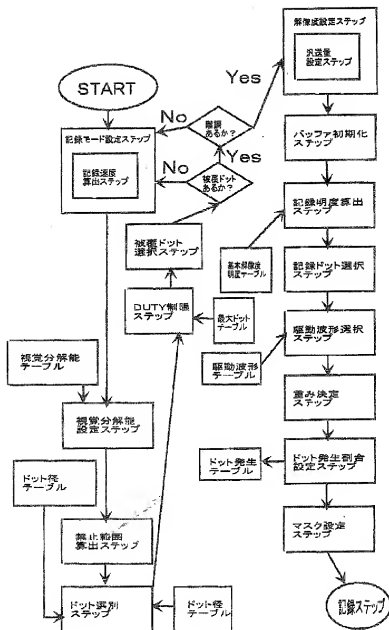 START
記録モード設定ステップ
記録速度
算出ステップ
No
No
Yes
Yes
階調
あるか?
被覆ドット
あるか?
被覆ドット
選択ステップ
DUTY制限
ステップ
最大ドット
テーブル
視覚分解能
テーブル
視覚分解能
設定ステップ
ドット径
テーブル
禁止範囲
算出ステップ
ドット選別
ステップ
ドット径
テーブル
解像度設定ステップ
汎送量
設定ステップ
バッファ初期化
ステップ
記録明度算出
ステップ
基本解像度
明度テーブル
記録ドット選択
ステップ
駆動波形選択
ステップ
駆動波形
テーブル
重み決定
ステップ
ドット発生割合
設定ステップ
ドット発生
テーブル
マスク設定
ステップ
記録ステップ